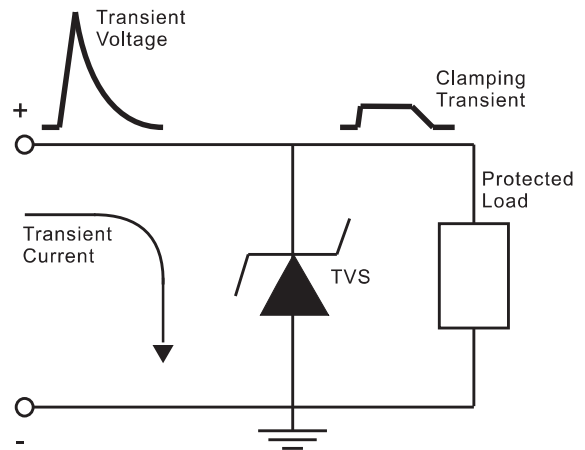 Transient
Voltage
Clamping
Transient
+
Protected
Load
Transient
Current
TVS
-